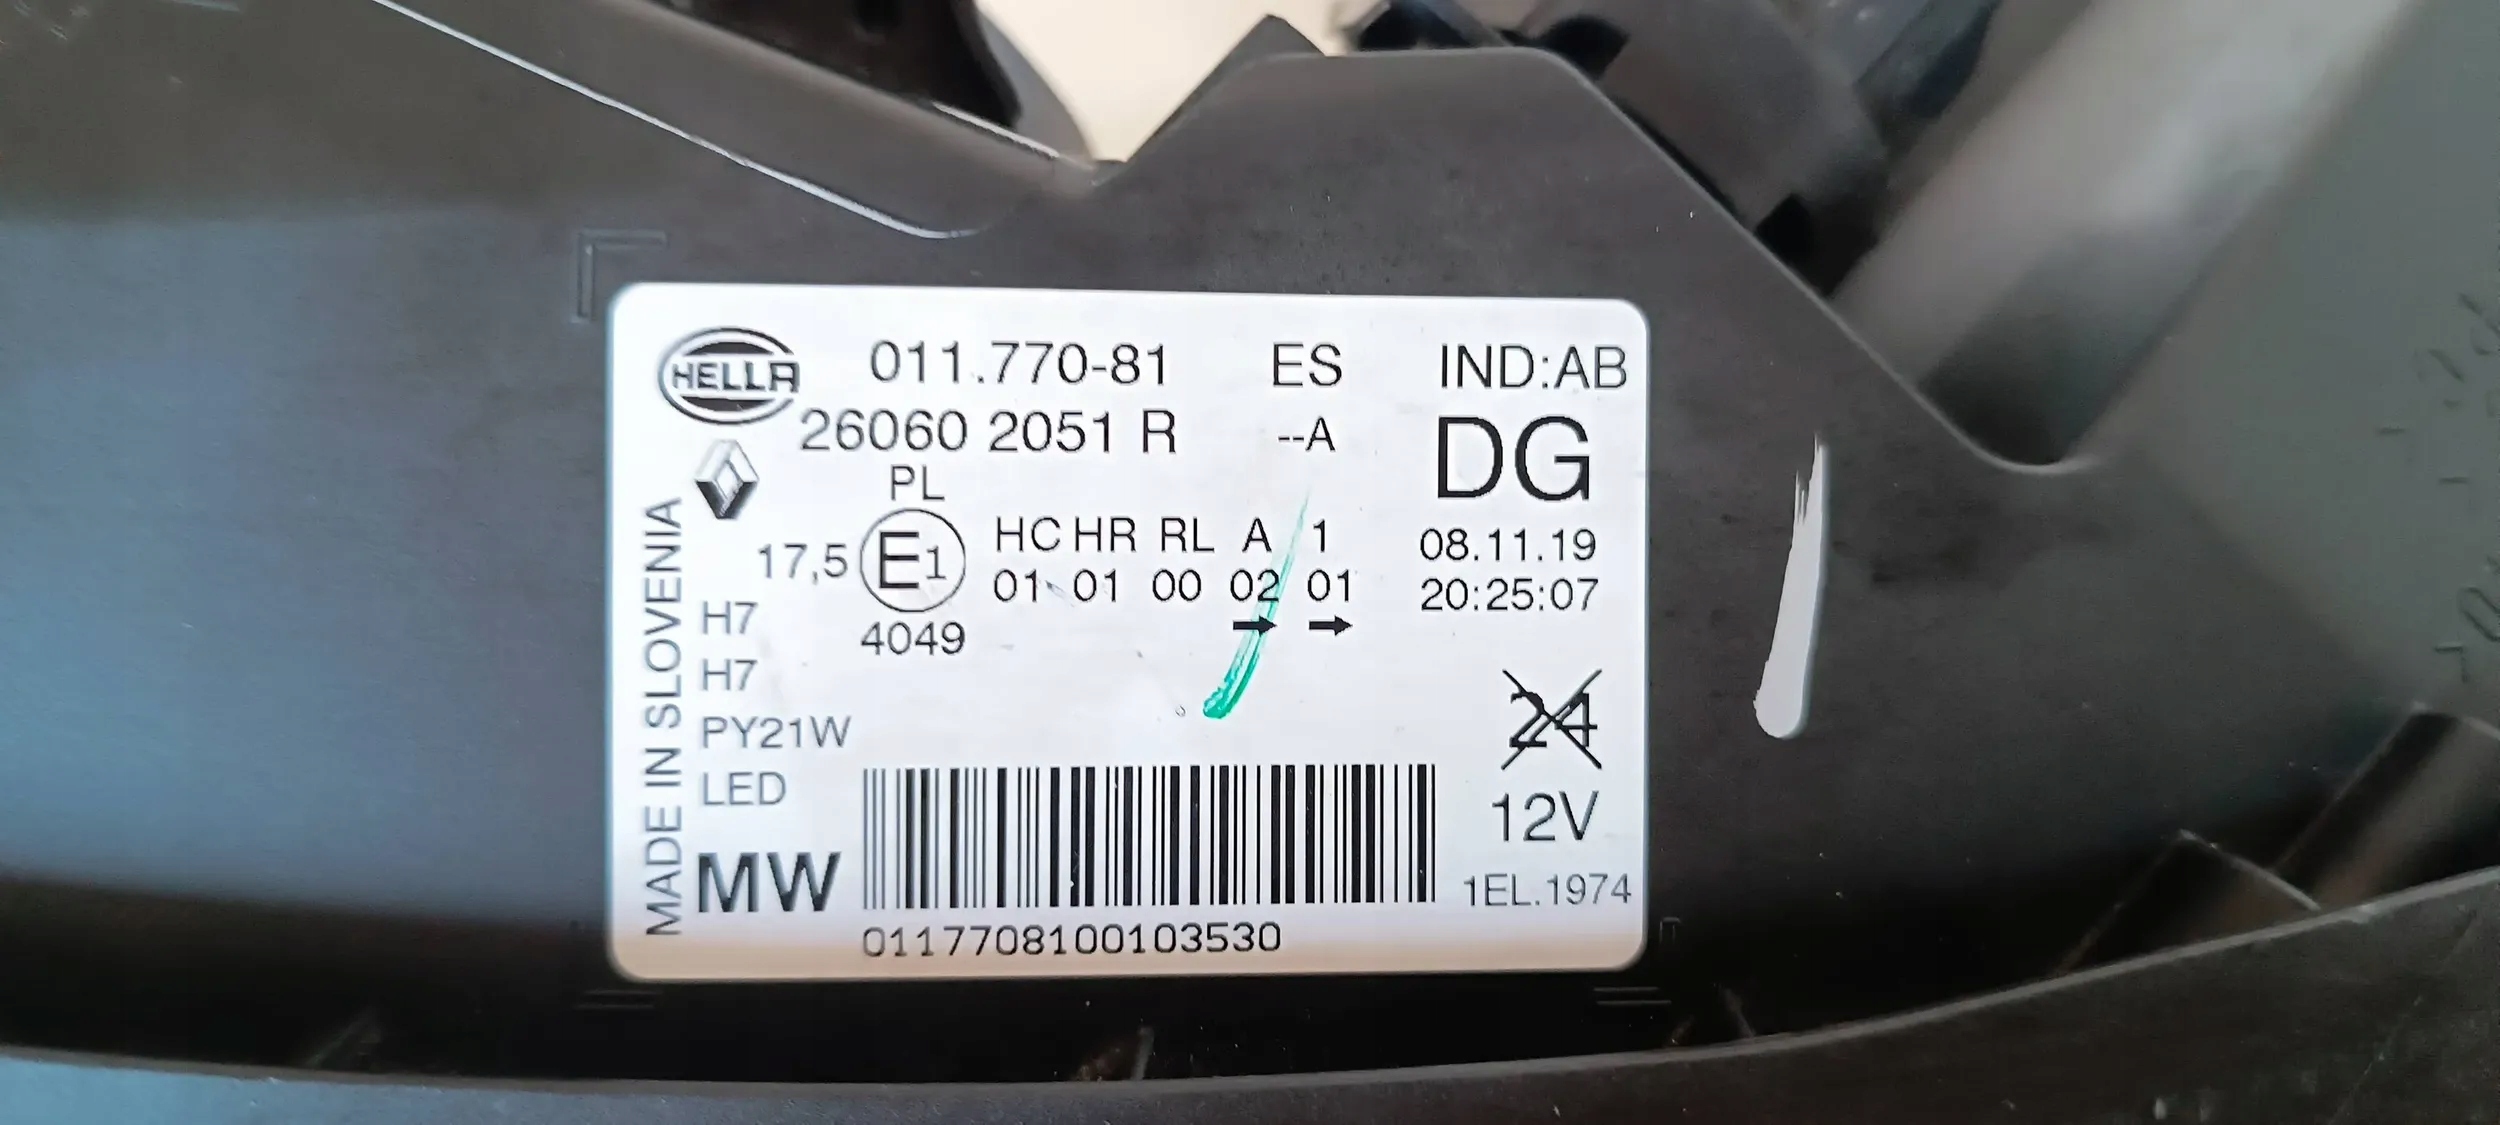 HELLA 011.770-81 ES IND:AB
26060 2051 R --A DG
PL
HC HR RL A 1 08.11.19
17,5 E1 01 01 00 02 01 20:25:07
4049 → →
H7
H7
PY21W 24
LED 12V
MW 1EL.1974
0117708100103530
MADE IN SLOVENIA